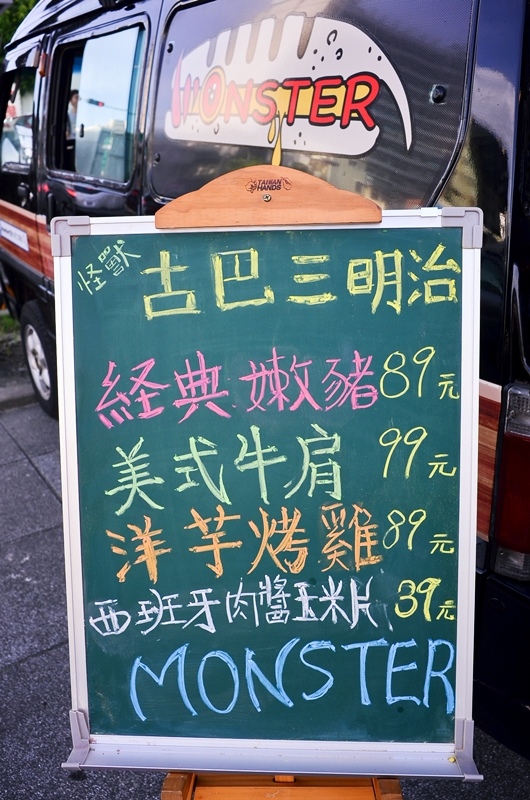 MONSTER
TAIWAN HANDS
怪獸
古巴三明治
経典嫩豬89元
美式牛肩99元
洋芋烤雞89元
西班牙肉醬玉米片39元
MONSTER